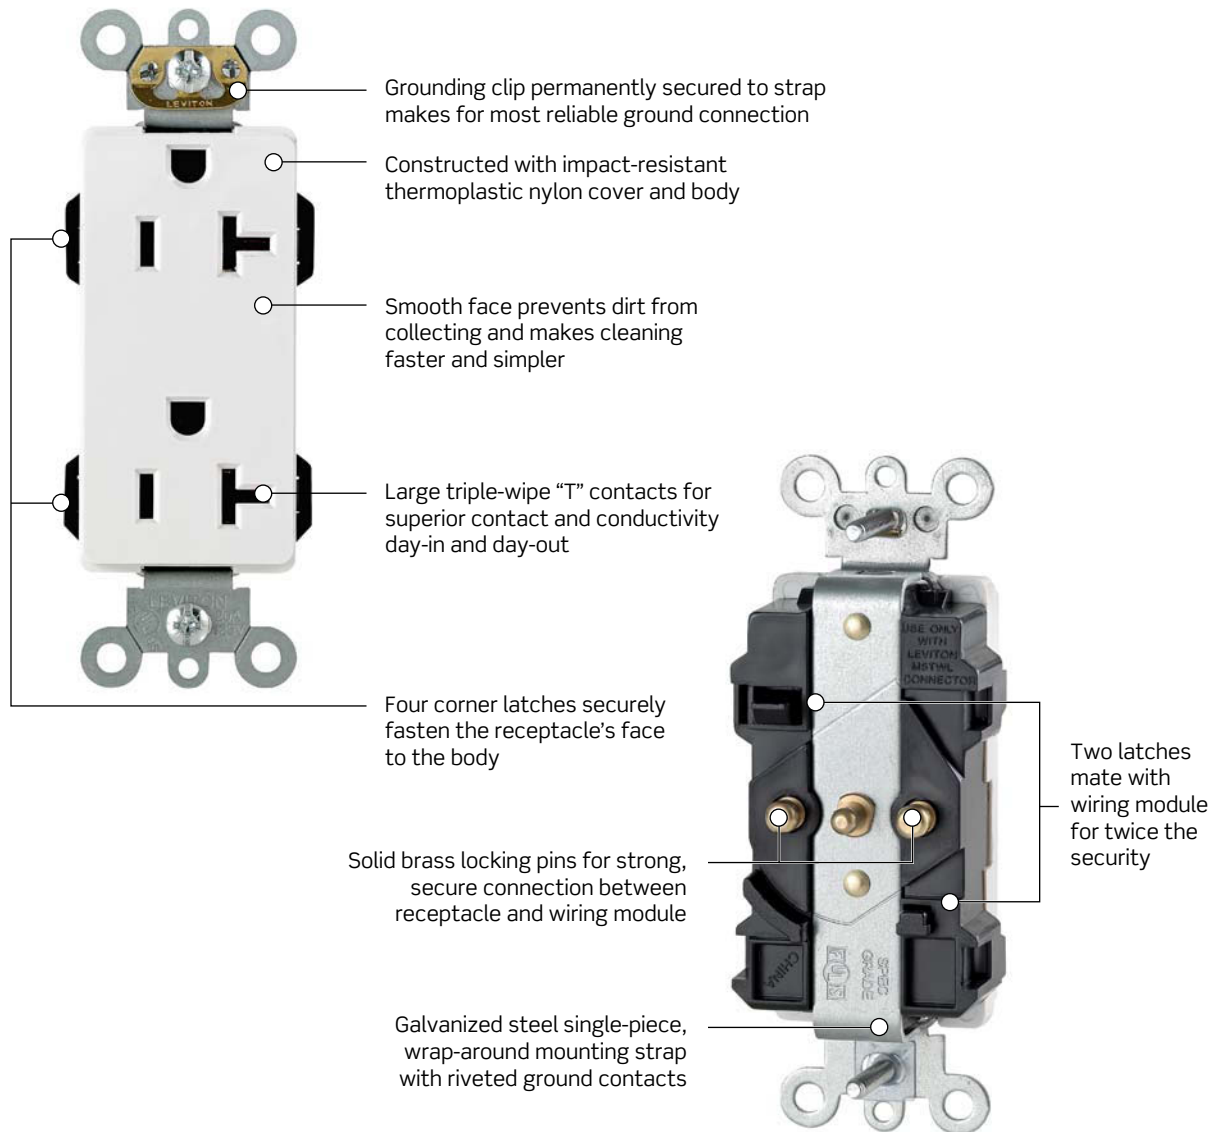 LEVITON
Grounding clip permanently secured to strap
makes for most reliable ground connection
Constructed with impact-resistant
thermoplastic nylon cover and body
Smooth face prevents dirt from
collecting and makes cleaning
faster and simpler
Large triple-wipe “T” contacts for
superior contact and conductivity
day-in and day-out
LEVITON
Four corner latches securely
fasten the receptacle’s face
to the body
USE ONLY
WITH
LEVITON
MSTWL
CONNECTOR
Two latches
mate with
wiring module
for twice the
security
Solid brass locking pins for strong,
secure connection between
receptacle and wiring module
CHINA
SPEC
GRADE
Galvanized steel single-piece,
wrap-around mounting strap
with riveted ground contacts